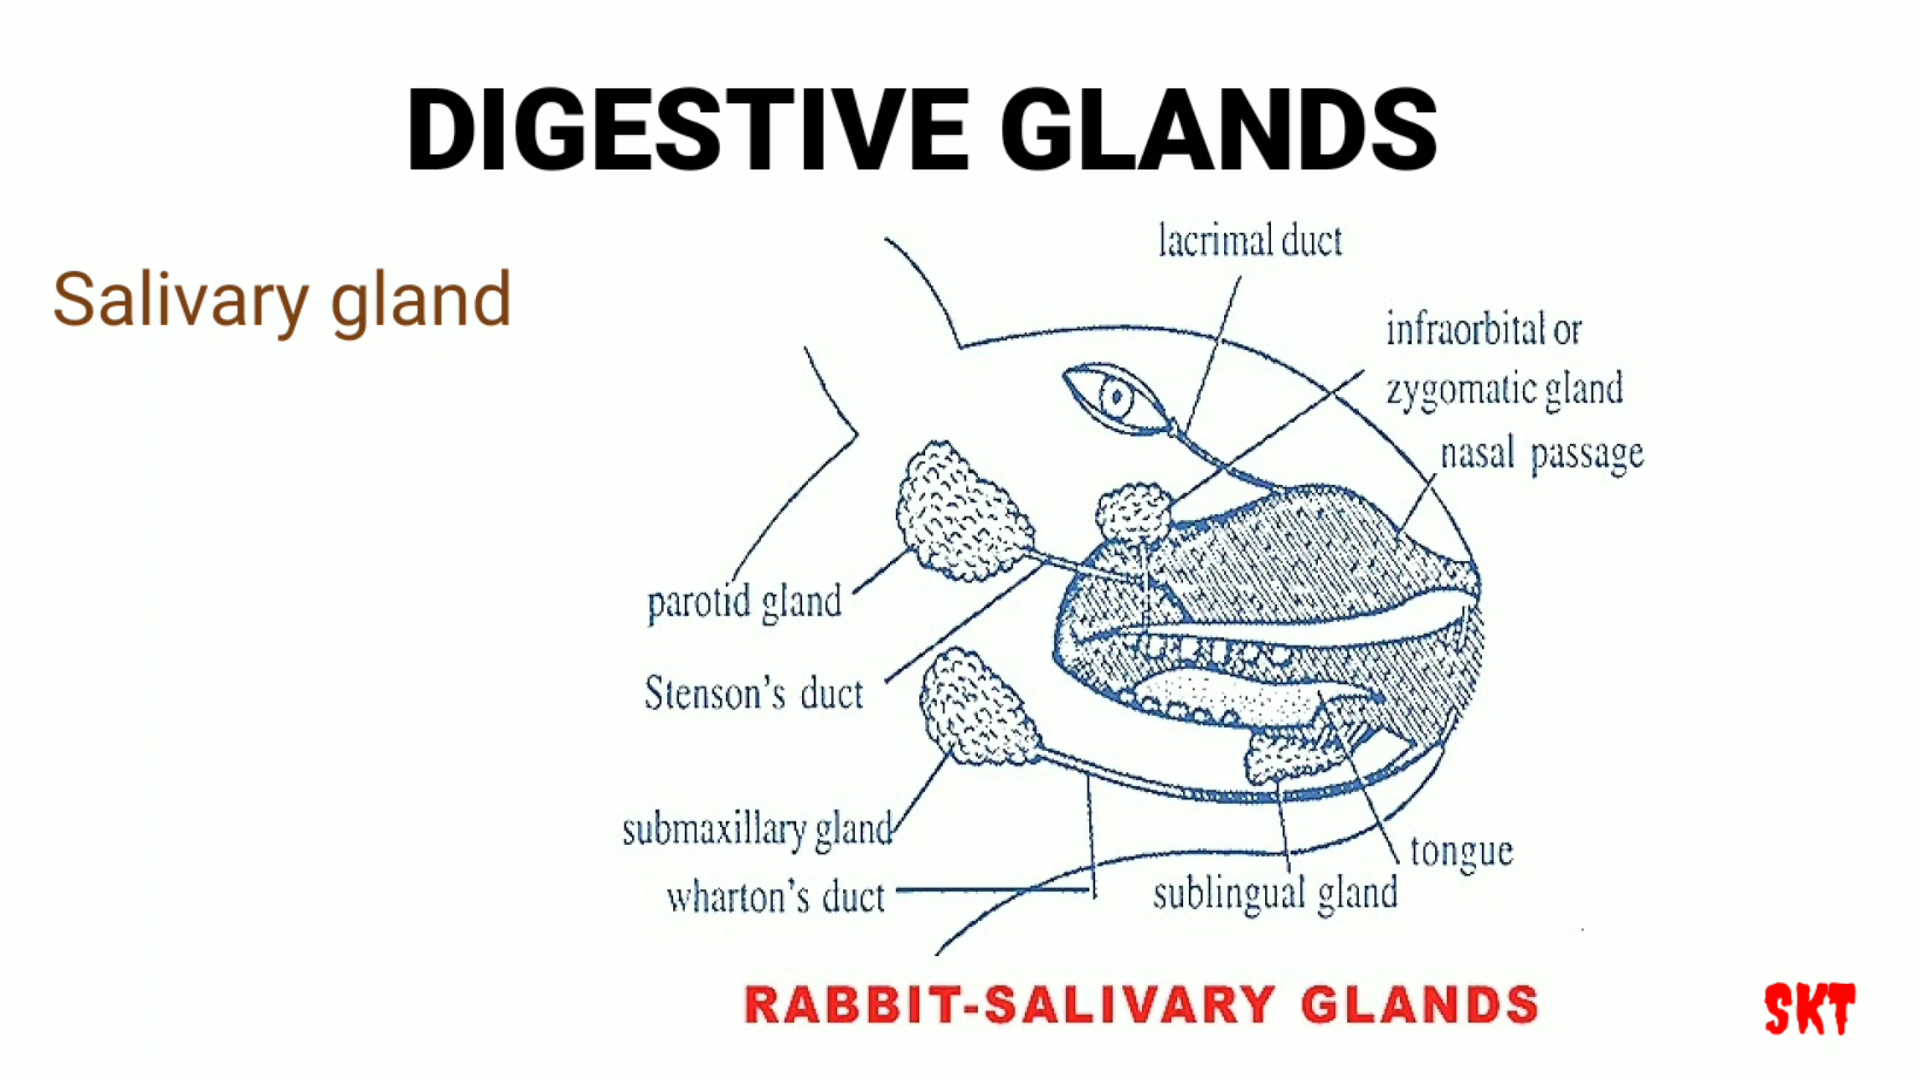 DIGESTIVE GLANDS
Salivary gland
lacrimal duct
infraorbital or
zygomatic gland
nasal passage
parotid gland
Stenson's duct
submaxillary gland
wharton's duct
tongue
sublingual gland
RABBIT-SALIVARY GLANDS
SKT